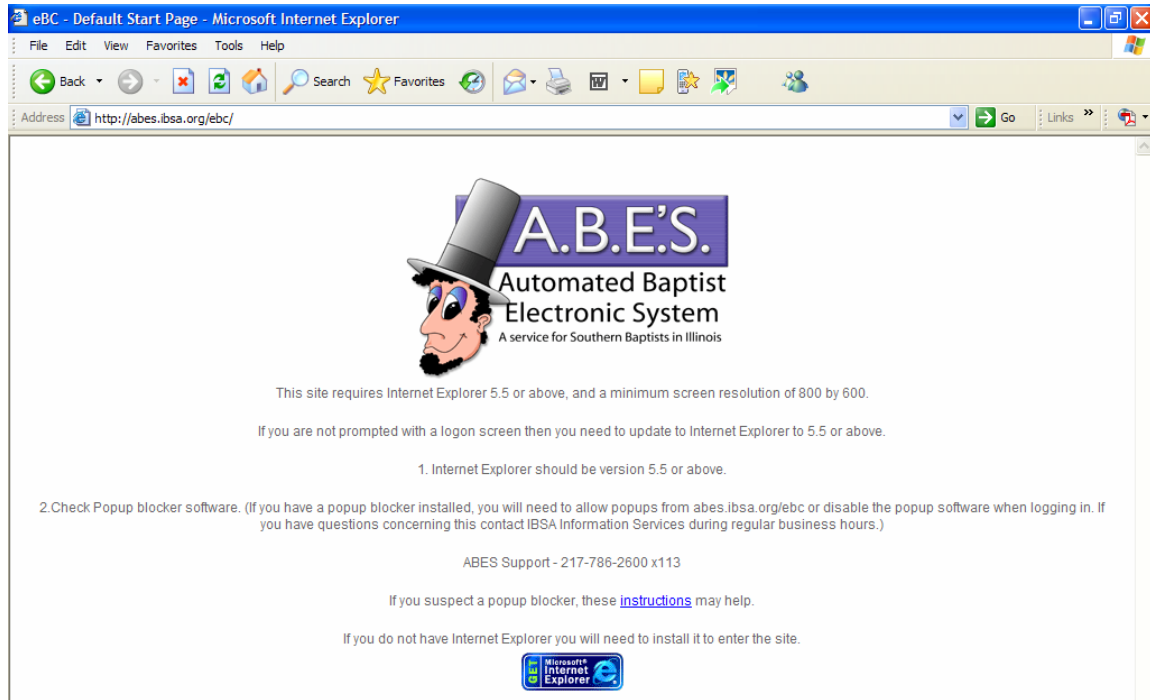 eBC - Default Start Page - Microsoft Internet Explorer
File Edit View Favorites Tools Help
Back Search Favorites
Address http://abes.ibsa.org/ebc/ Go Links »
A.B.E'S.
Automated Baptist
Electronic System
A service for Southern Baptists in Illinois
This site requires Internet Explorer 5.5 or above, and a minimum screen resolution of 800 by 600.
If you are not prompted with a logon screen then you need to update to Internet Explorer to 5.5 or above.
1. Internet Explorer should be version 5.5 or above.
2.Check Popup blocker software. (If you have a popup blocker installed, you will need to allow popups from abes.ibsa.org/ebc or disable the popup software when logging in. If
you have questions concerning this contact IBSA Information Services during regular business hours.)
ABES Support - 217-786-2600 x113
If you suspect a popup blocker, these instructions may help.
If you do not have Internet Explorer you will need to install it to enter the site.
GET
Microsoft®
Internet
Explorer